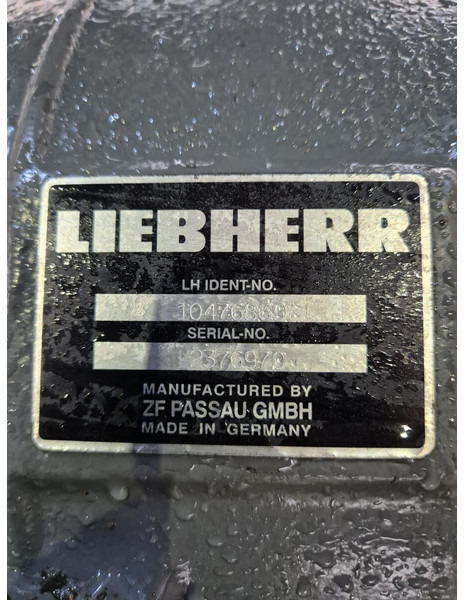 LIEBHERR
LH IDENT-NO.
SERIAL-NO.
MANUFACTURED BY
ZF PASSAU GMBH
MADE IN GERMANY